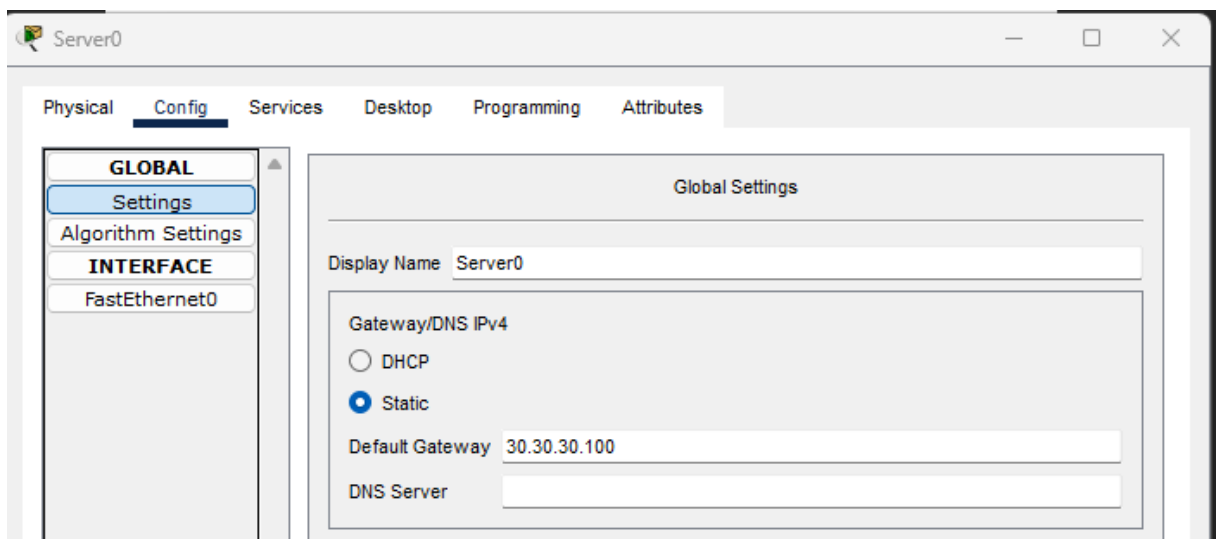 Server0
Physical Config Services Desktop Programming Attributes
GLOBAL
Settings
Algorithm Settings
INTERFACE
FastEthernet0
Global Settings
Display Name Server0
Gateway/DNS IPv4
DHCP
Static
Default Gateway 30.30.30.100
DNS Server